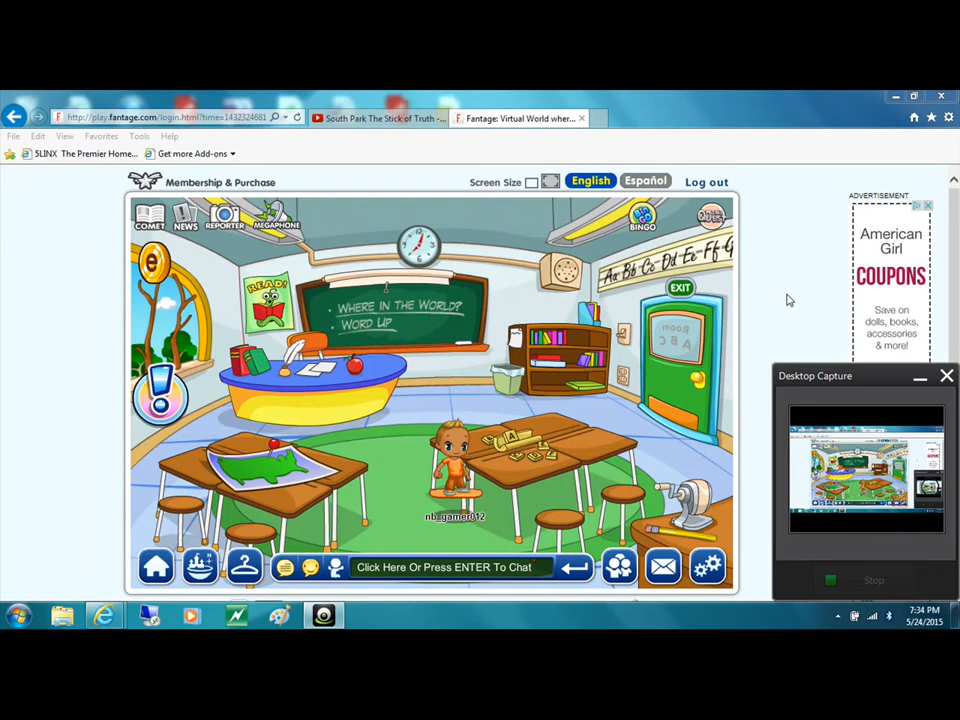 http://play.fantage.com/login.html?time=1432324681
South Park The Stick of Truth -...
Fantage: Virtual World wher...
File Edit View Favorites Tools Help
5LINX The Premier Home...
Get more Add-ons
Membership & Purchase
Screen Size
English
Español
Log out
ADVERTISEMENT
COMET
NEWS
REPORTER
MEGAPHONE
BINGO
BINGO
American
Girl
COUPONS
Save on
dolls, books,
accessories
& more!
Aa Bb Cc Dd Ee Ff G
EXIT
READ!
• WHERE IN THE WORLD?
• WORD UP
Room
A B C
e
A
nb_gamer012
Click Here Or Press ENTER To Chat
Desktop Capture
Stop
7:34 PM
5/24/2015